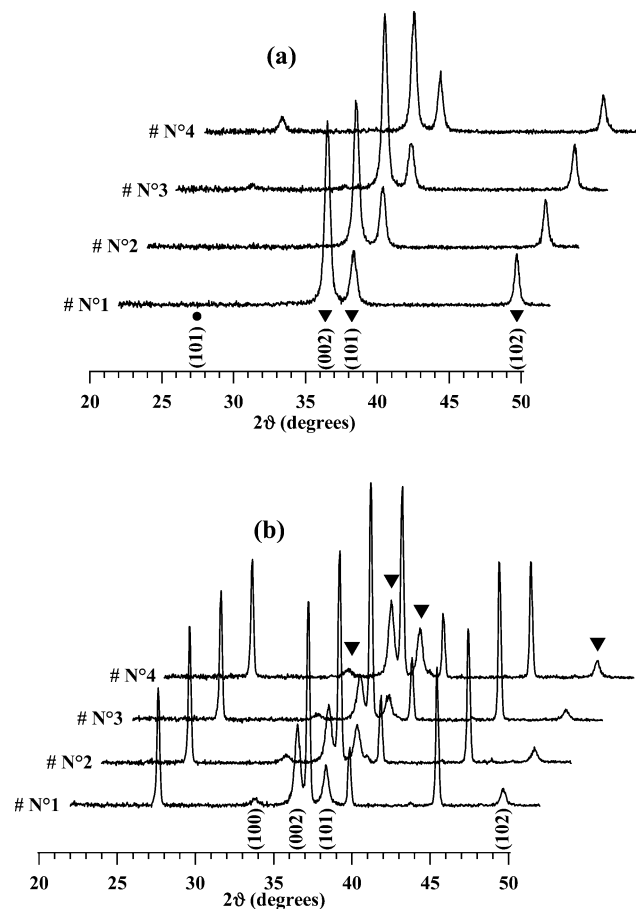 (a)
# N°4
# N°3
# N°2
# N°1
(101)
(002)
(101)
(102)
20 25 30 35 40 45 50
2ϑ (degrees)
(b)
# N°4
# N°3
# N°2
# N°1
(100)
(002)
(101)
(102)
20 25 30 35 40 45 50
2ϑ (degrees)